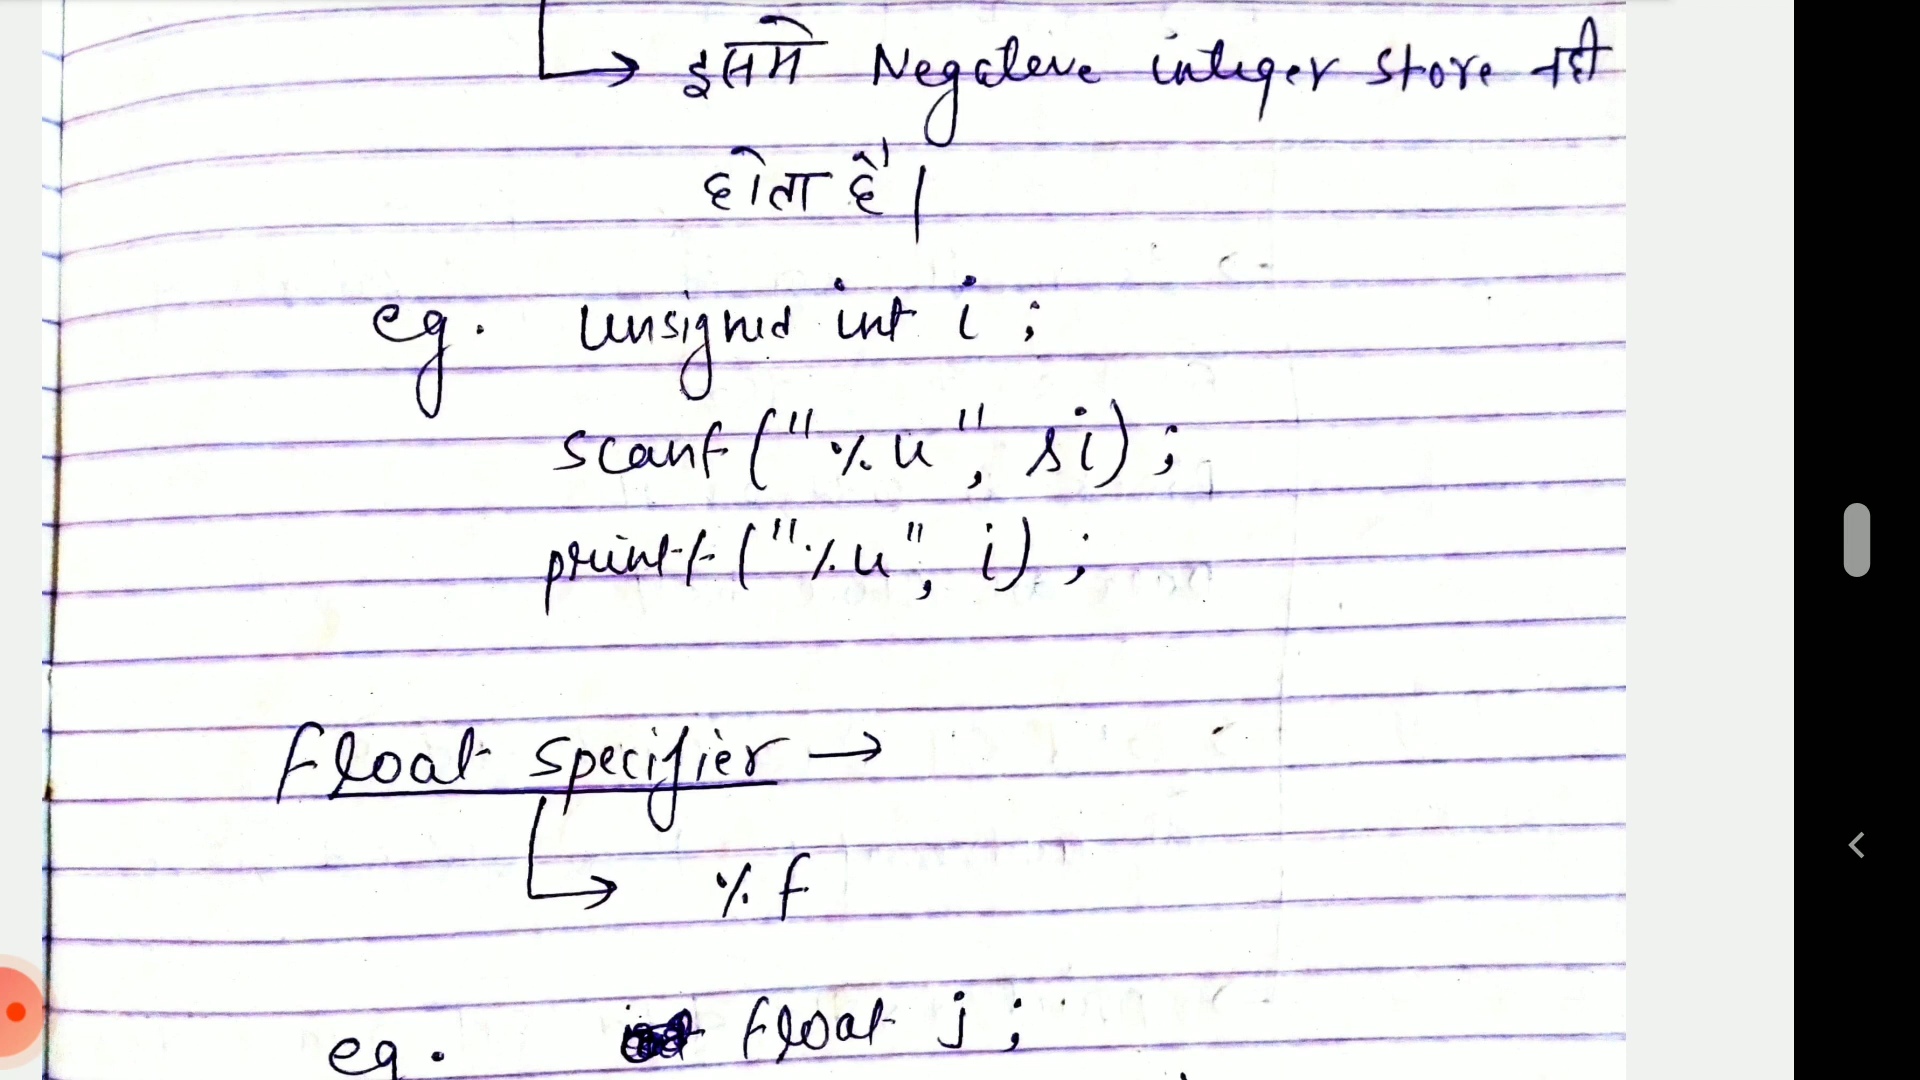 इसमे Negative integer store नही
होता है।
eg. unsigned int i;
scanf("%u", &i);
printf("%u", i);
Float specifier →
%f
eg. float j;